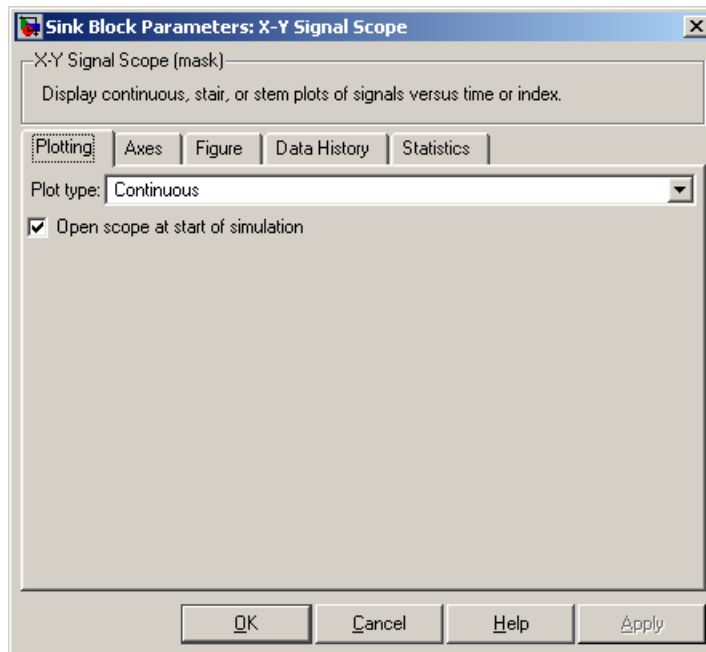 Sink Block Parameters: X-Y Signal Scope
X-Y Signal Scope (mask)
Display continuous, stair, or stem plots of signals versus time or index.
Plotting Axes Figure Data History Statistics
Plot type: Continuous
Open scope at start of simulation
OK Cancel Help Apply